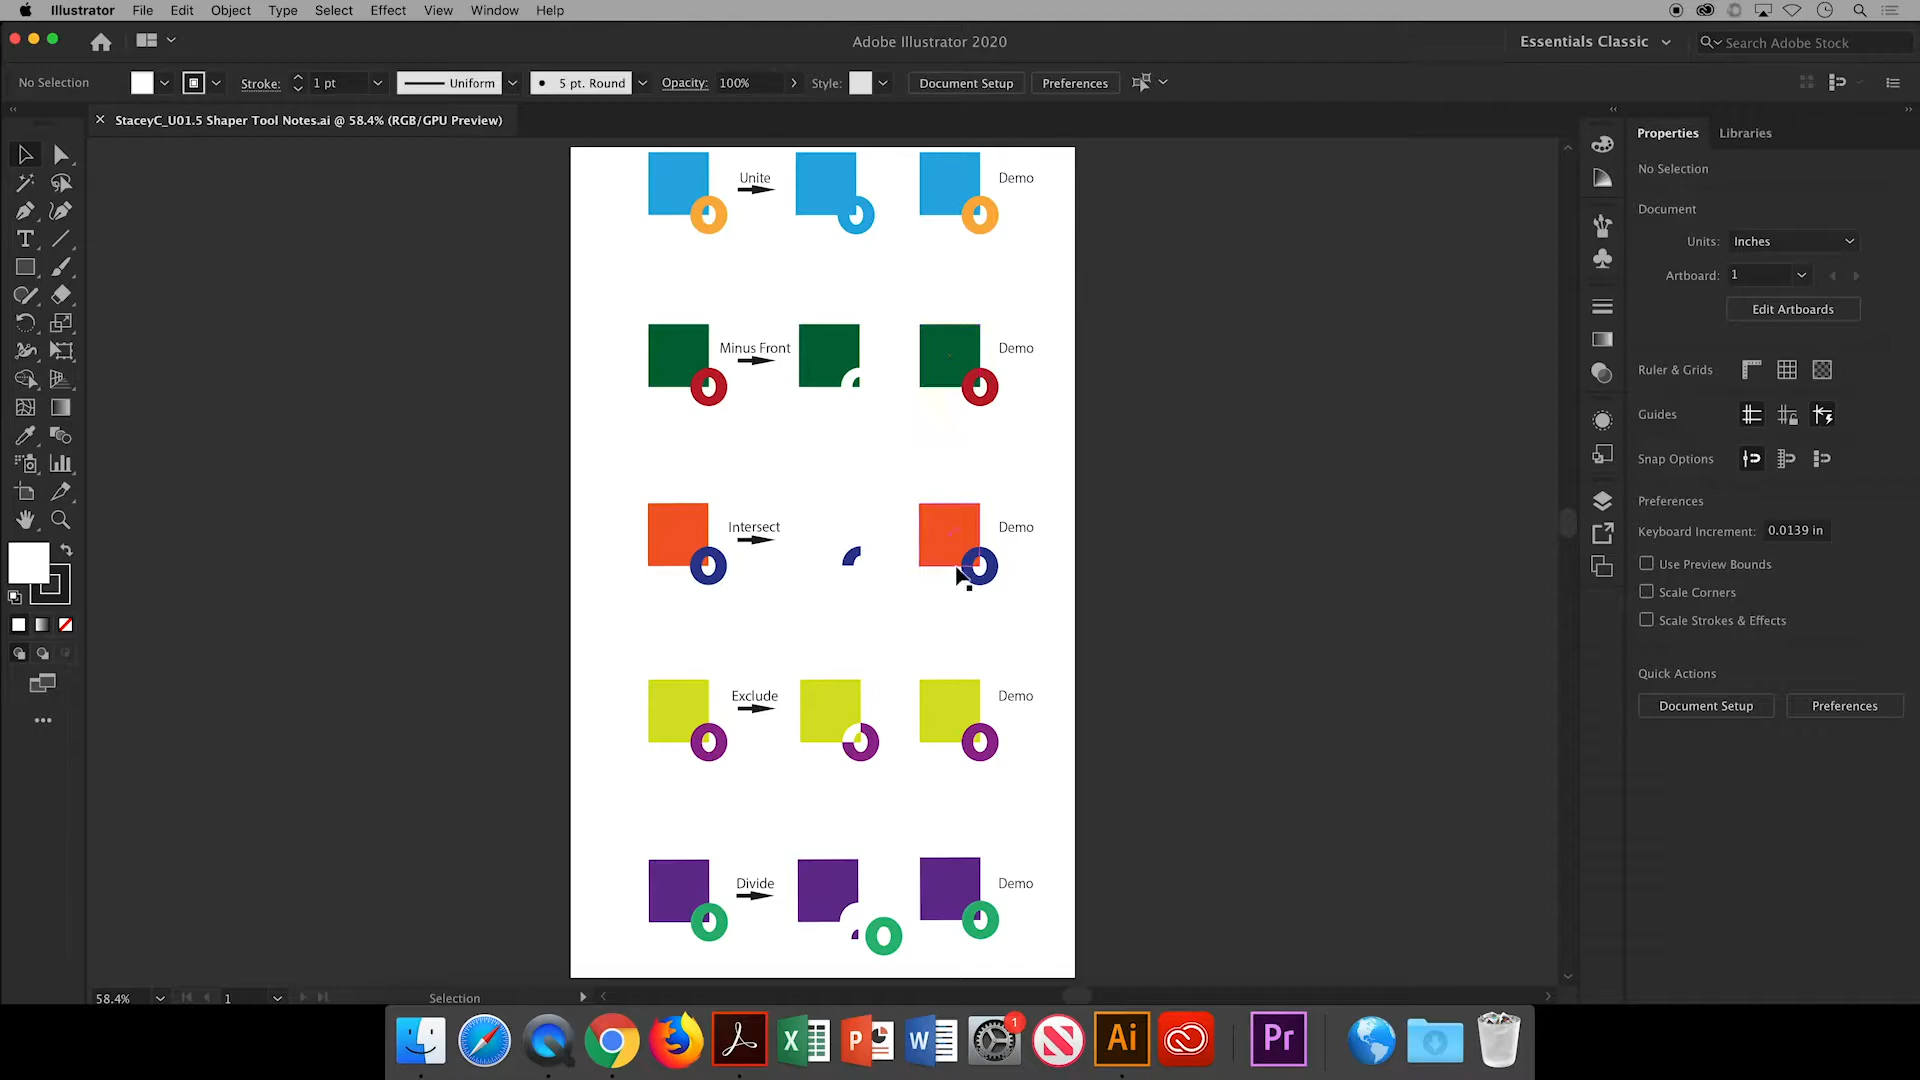 Illustrator File Edit Object Type Select Effect View Window Help
Adobe Illustrator 2020
Essentials Classic
Search Adobe Stock
No Selection
Stroke: 1 pt
Uniform
5 pt. Round
Opacity: 100%
Style:
Document Setup
Preferences
StaceyC_U01.5 Shaper Tool Notes.ai @ 58.4% (RGB/GPU Preview)
Properties
Libraries
No Selection
Document
Units: Inches
Artboard: 1
Edit Artboards
Ruler & Grids
Guides
Snap Options
Preferences
Keyboard Increment: 0.0139 in
Use Preview Bounds
Scale Corners
Scale Strokes & Effects
Quick Actions
Document Setup
Preferences
Unite
Demo
Minus Front
Demo
Intersect
Demo
Exclude
Demo
Divide
Demo
58.4%
1
Selection
X
P
W
1
N
Ai
Pr